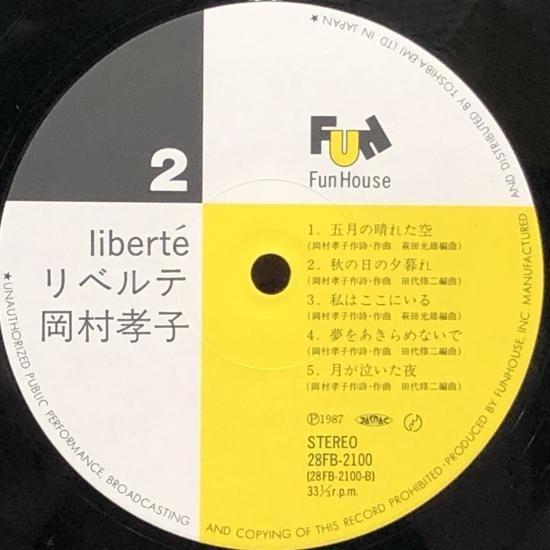 2
liberté
リベルテ
岡村孝子
FUN
FunHouse
1. 五月の晴れた空
(岡村孝子作詩・作曲 萩田光雄編曲)
2. 秋の日の夕暮れ
(岡村孝子作詩・作曲 田代修二編曲)
3. 私はここにいる
(岡村孝子作詩・作曲 萩田光雄編曲)
4. 夢をあきらめないで
(岡村孝子作詩・作曲 田代修二編曲)
5. 月が泣いた夜
(岡村孝子作詩・作曲 田代修二編曲)
Ⓟ1987 JASRAC
STEREO
28FB-2100
(28FB-2100-B)
33⅓r.p.m.
★UNAUTHORIZED PUBLIC PERFORMANCE, BROADCASTING AND COPYING OF THIS RECORD PROHIBITED·PRODUCED BY FUNHOUSE, INC. MANUFACTURED AND DISTRIBUTED BY TOSHIBA-EMI LTD. IN JAPAN★